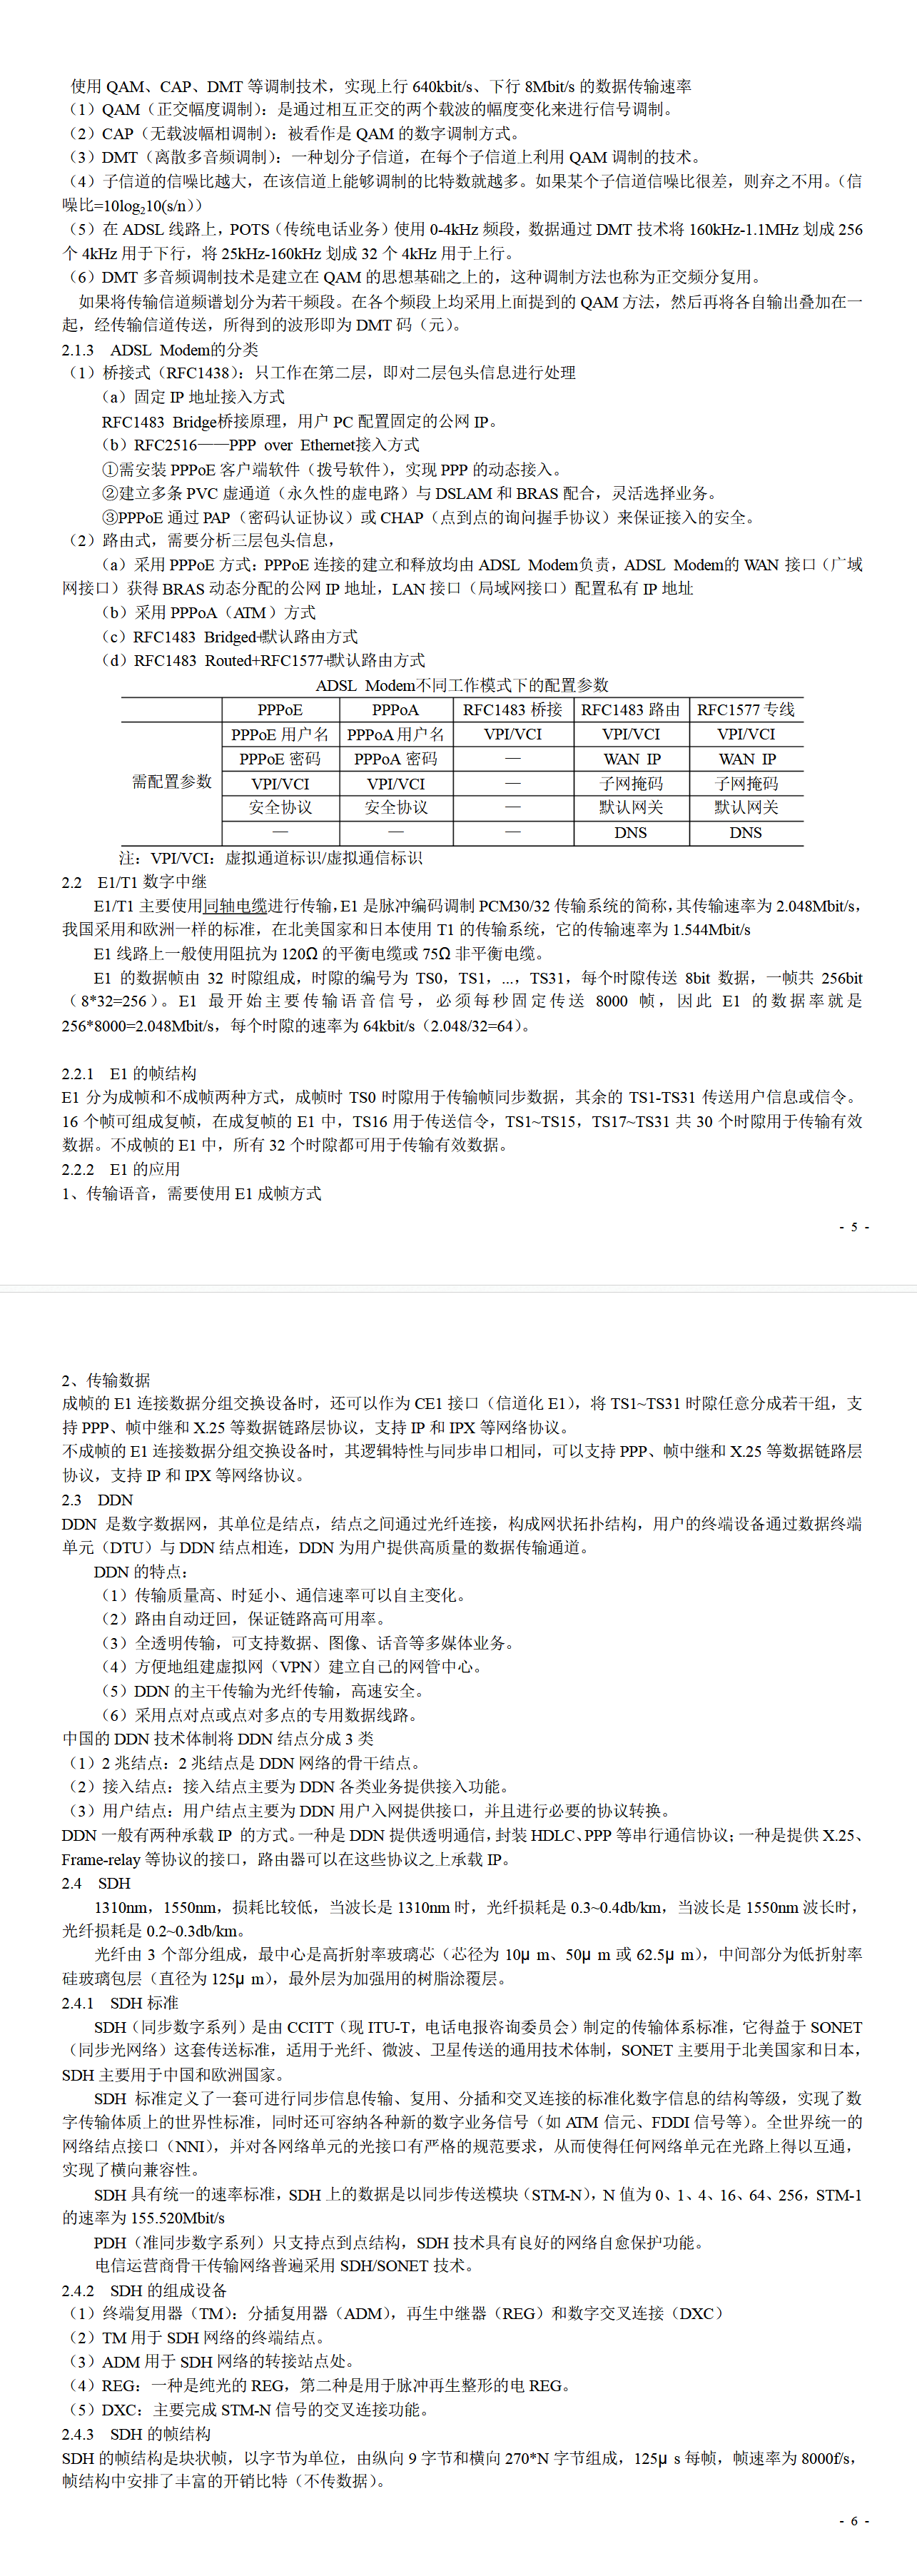 使用 QAM、CAP、DMT 等调制技术，实现上行 640kbit/s、下行 8Mbit/s 的数据传输速率
（1）QAM（正交幅度调制）：是通过相互正交的两个载波的幅度变化来进行信号调制。
（2）CAP（无载波幅相调制）：被看作是 QAM 的数字调制方式。
（3）DMT（离散多音频调制）：一种划分子信道，在每个子信道上利用 QAM 调制的技术。
（4）子信道的信噪比越大，在该信道上能够调制的比特数就越多。如果某个子信道信噪比很差，则弃之不用。（信
噪比=10log₂10(s/n)）
（5）在 ADSL 线路上，POTS（传统电话业务）使用 0-4kHz 频段，数据通过 DMT 技术将 160kHz-1.1MHz 划成 256
个 4kHz 用于下行，将 25kHz-160kHz 划成 32 个 4kHz 用于上行。
（6）DMT 多音频调制技术是建立在 QAM 的思想基础之上的，这种调制方法也称为正交频分复用。
如果将传输信道频谱划分为若干频段。在各个频段上均采用上面提到的 QAM 方法，然后再将各自输出叠加在一
起，经传输信道传送，所得到的波形即为 DMT 码（元）。
2.1.3 ADSL Modem的分类
（1）桥接式（RFC1438）：只工作在第二层，即对二层包头信息进行处理
（a）固定 IP 地址接入方式
RFC1483 Bridge桥接原理，用户 PC 配置固定的公网 IP。
（b）RFC2516——PPP over Ethernet接入方式
①需安装 PPPoE 客户端软件（拨号软件），实现 PPP 的动态接入。
②建立多条 PVC 虚通道（永久性的虚电路）与 DSLAM 和 BRAS 配合，灵活选择业务。
③PPPoE 通过 PAP（密码认证协议）或 CHAP（点到点的询问握手协议）来保证接入的安全。
（2）路由式，需要分析三层包头信息，
（a）采用 PPPoE 方式：PPPoE 连接的建立和释放均由 ADSL Modem负责，ADSL Modem的 WAN 接口（广域
网接口）获得 BRAS 动态分配的公网 IP 地址，LAN 接口（局域网接口）配置私有 IP 地址
（b）采用 PPPoA（ATM）方式
（c）RFC1483 Bridged+默认路由方式
（d）RFC1483 Routed+RFC1577+默认路由方式
ADSL Modem不同工作模式下的配置参数
PPPoE PPPoA RFC1483 桥接 RFC1483 路由 RFC1577 专线
需配置参数 PPPoE 用户名 PPPoA 用户名 VPI/VCI VPI/VCI VPI/VCI
PPPoE 密码 PPPoA 密码 — WAN IP WAN IP
VPI/VCI VPI/VCI — 子网掩码 子网掩码
安全协议 安全协议 — 默认网关 默认网关
— — — DNS DNS
注：VPI/VCI：虚拟通道标识/虚拟通信标识
2.2 E1/T1 数字中继
E1/T1 主要使用同轴电缆进行传输，E1 是脉冲编码调制 PCM30/32 传输系统的简称，其传输速率为 2.048Mbit/s，
我国采用和欧洲一样的标准，在北美国家和日本使用 T1 的传输系统，它的传输速率为 1.544Mbit/s
E1 线路上一般使用阻抗为 120Ω 的平衡电缆或 75Ω 非平衡电缆。
E1 的数据帧由 32 时隙组成，时隙的编号为 TS0，TS1，...，TS31，每个时隙传送 8bit 数据，一帧共 256bit
（8*32=256）。E1 最开始主要传输语音信号，必须每秒固定传送 8000 帧，因此 E1 的数据率就是
256*8000=2.048Mbit/s，每个时隙的速率为 64kbit/s（2.048/32=64）。
2.2.1 E1 的帧结构
E1 分为成帧和不成帧两种方式，成帧时 TS0 时隙用于传输帧同步数据，其余的 TS1-TS31 传送用户信息或信令。
16 个帧可组成复帧，在成复帧的 E1 中，TS16 用于传送信令，TS1~TS15，TS17~TS31 共 30 个时隙用于传输有效
数据。不成帧的 E1 中，所有 32 个时隙都可用于传输有效数据。
2.2.2 E1 的应用
1、传输语音，需要使用 E1 成帧方式
- 5 -
2、传输数据
成帧的 E1 连接数据分组交换设备时，还可以作为 CE1 接口（信道化 E1），将 TS1~TS31 时隙任意分成若干组，支
持 PPP、帧中继和 X.25 等数据链路层协议，支持 IP 和 IPX 等网络协议。
不成帧的 E1 连接数据分组交换设备时，其逻辑特性与同步串口相同，可以支持 PPP、帧中继和 X.25 等数据链路层
协议，支持 IP 和 IPX 等网络协议。
2.3 DDN
DDN 是数字数据网，其单位是结点，结点之间通过光纤连接，构成网状拓扑结构，用户的终端设备通过数据终端
单元（DTU）与 DDN 结点相连，DDN 为用户提供高质量的数据传输通道。
DDN 的特点：
（1）传输质量高、时延小、通信速率可以自主变化。
（2）路由自动迂回，保证链路高可用率。
（3）全透明传输，可支持数据、图像、话音等多媒体业务。
（4）方便地组建虚拟网（VPN）建立自己的网管中心。
（5）DDN 的主干传输为光纤传输，高速安全。
（6）采用点对点或点对多点的专用数据线路。
中国的 DDN 技术体制将 DDN 结点分成 3 类
（1）2 兆结点：2 兆结点是 DDN 网络的骨干结点。
（2）接入结点：接入结点主要为 DDN 各类业务提供接入功能。
（3）用户结点：用户结点主要为 DDN 用户入网提供接口，并且进行必要的协议转换。
DDN 一般有两种承载 IP 的方式。一种是 DDN 提供透明通信，封装 HDLC、PPP 等串行通信协议；一种是提供 X.25、
Frame-relay 等协议的接口，路由器可以在这些协议之上承载 IP。
2.4 SDH
1310nm，1550nm，损耗比较低，当波长是 1310nm 时，光纤损耗是 0.3~0.4db/km，当波长是 1550nm 波长时，
光纤损耗是 0.2~0.3db/km。
光纤由 3 个部分组成，最中心是高折射率玻璃芯（芯径为 10μ m、50μ m 或 62.5μ m），中间部分为低折射率
硅玻璃包层（直径为 125μ m），最外层为加强用的树脂涂覆层。
2.4.1 SDH 标准
SDH（同步数字系列）是由 CCITT（现 ITU-T，电话电报咨询委员会）制定的传输体系标准，它得益于 SONET
（同步光网络）这套传送标准，适用于光纤、微波、卫星传送的通用技术体制，SONET 主要用于北美国家和日本，
SDH 主要用于中国和欧洲国家。
SDH 标准定义了一套可进行同步信息传输、复用、分插和交叉连接的标准化数字信息的结构等级，实现了数
字传输体质上的世界性标准，同时还可容纳各种新的数字业务信号（如 ATM 信元、FDDI 信号等）。全世界统一的
网络结点接口（NNI），并对各网络单元的光接口有严格的规范要求，从而使得任何网络单元在光路上得以互通，
实现了横向兼容性。
SDH 具有统一的速率标准，SDH 上的数据是以同步传送模块（STM-N），N 值为 0、1、4、16、64、256，STM-1
的速率为 155.520Mbit/s
PDH（准同步数字系列）只支持点到点结构，SDH 技术具有良好的网络自愈保护功能。
电信运营商骨干传输网络普遍采用 SDH/SONET 技术。
2.4.2 SDH 的组成设备
（1）终端复用器（TM）：分插复用器（ADM），再生中继器（REG）和数字交叉连接（DXC）
（2）TM 用于 SDH 网络的终端结点。
（3）ADM 用于 SDH 网络的转接站点处。
（4）REG：一种是纯光的 REG，第二种是用于脉冲再生整形的电 REG。
（5）DXC：主要完成 STM-N 信号的交叉连接功能。
2.4.3 SDH 的帧结构
SDH 的帧结构是块状帧，以字节为单位，由纵向 9 字节和横向 270*N 字节组成，125μ s 每帧，帧速率为 8000f/s，
帧结构中安排了丰富的开销比特（不传数据）。
- 6 -